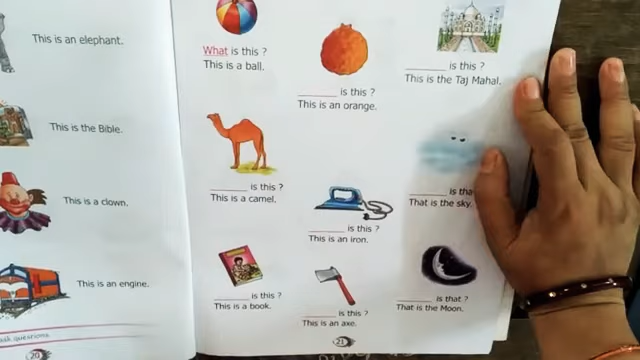 This is an elephant.
This is the Bible.
This is a clown.
This is an engine.
ask questions
20
What is this ?
This is a ball.
_______ is this ?
This is an orange.
_______ is this ?
This is the Taj Mahal.
_______ is this ?
This is a camel.
_______ is this ?
This is an iron.
_______ is tha
That is the sky.
_______ is this ?
This is a book.
_______ is this ?
This is an axe.
_______ is that ?
That is the Moon.
21